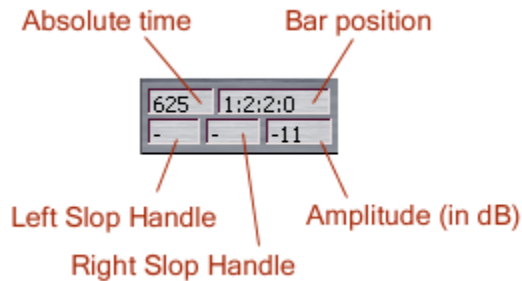 Absolute time Bar position
625 1:2:2:0
- - -11
Left Slop Handle Amplitude (in dB)
Right Slop Handle